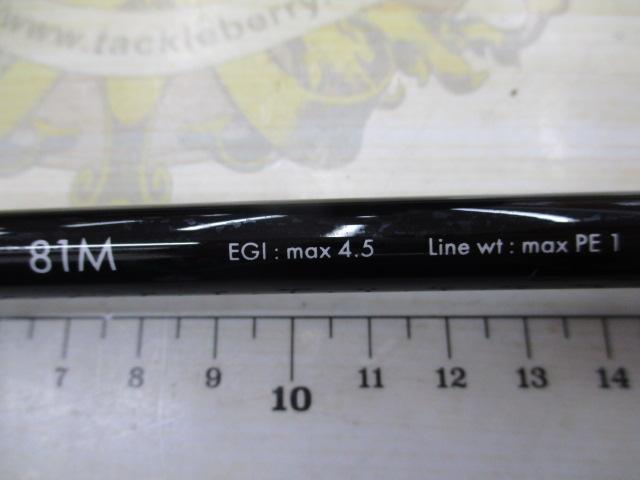 www.tackleberry.
81M EGI : max 4.5 Line wt : max PE 1
7 8 9 10 11 12 13 14